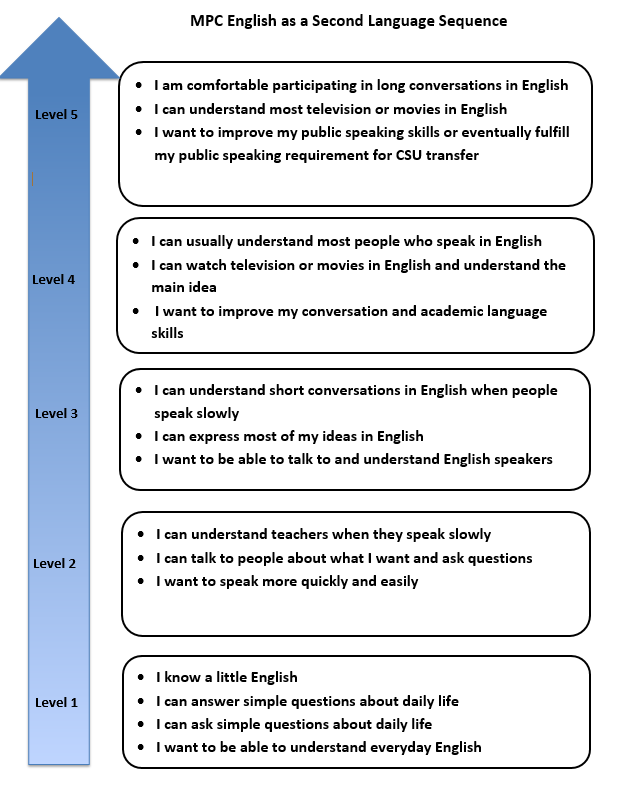 MPC English as a Second Language Sequence
Level 5
• I am comfortable participating in long conversations in English
• I can understand most television or movies in English
• I want to improve my public speaking skills or eventually fulfill
my public speaking requirement for CSU transfer
Level 4
• I can usually understand most people who speak in English
• I can watch television or movies in English and understand the
main idea
• I want to improve my conversation and academic language
skills
Level 3
• I can understand short conversations in English when people
speak slowly
• I can express most of my ideas in English
• I want to be able to talk to and understand English speakers
Level 2
• I can understand teachers when they speak slowly
• I can talk to people about what I want and ask questions
• I want to speak more quickly and easily
Level 1
• I know a little English
• I can answer simple questions about daily life
• I can ask simple questions about daily life
• I want to be able to understand everyday English